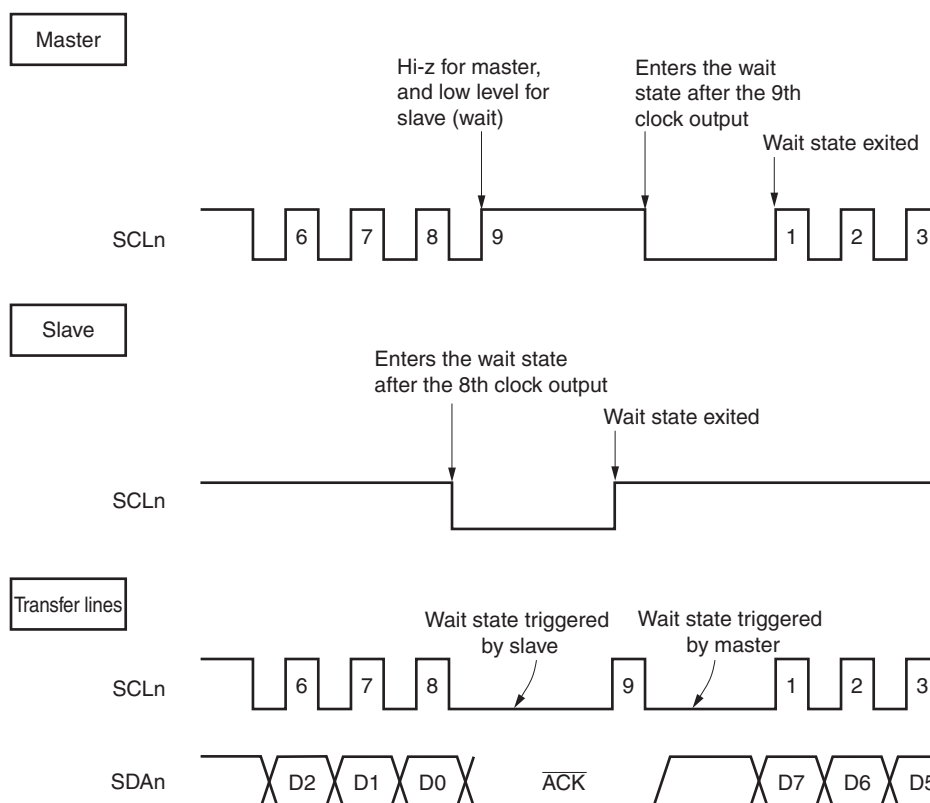 Master
Hi-z for master,
and low level for
slave (wait)
Enters the wait
state after the 9th
clock output
Wait state exited
SCLn
6 7 8 9 1 2 3
Slave
Enters the wait state
after the 8th clock output
Wait state exited
SCLn
Transfer lines
Wait state triggered
by slave
Wait state triggered
by master
SCLn
6 7 8 9 1 2 3
SDAn
D2 D1 D0 ACK D7 D6 D5